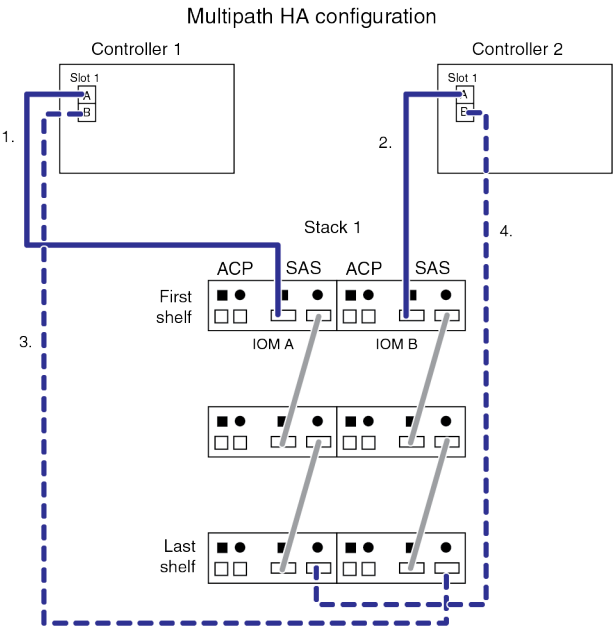 Multipath HA configuration
Controller 1
Controller 2
Slot 1
A
B
Slot 1
A
B
1.
2.
3.
4.
Stack 1
ACP SAS ACP SAS
First
shelf
IOM A
IOM B
Last
shelf